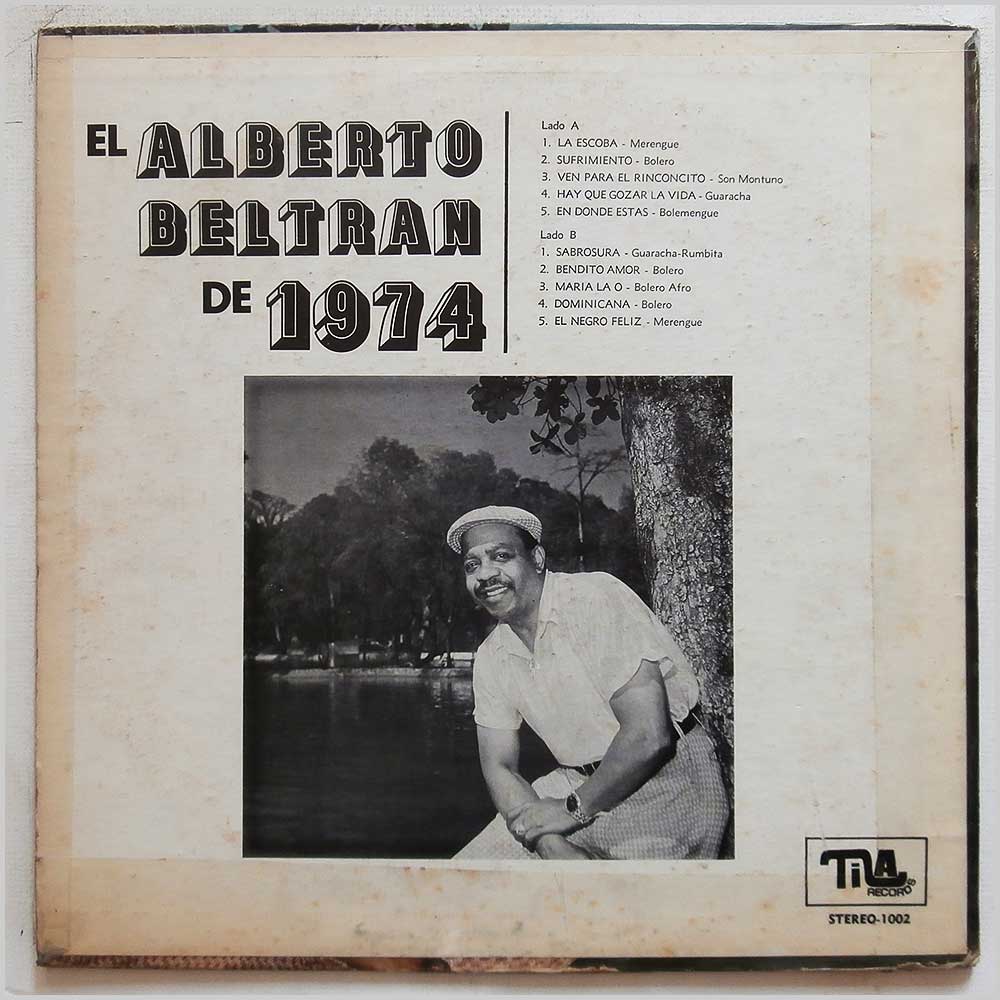 EL ALBERTO
BELTRAN
DE 1974
Lado A
1. LA ESCOBA - Merengue
2. SUFRIMIENTO - Bolero
3. VEN PARA EL RINCONCITO - Son Montuno
4. HAY QUE GOZAR LA VIDA - Guaracha
5. EN DONDE ESTAS - Bolemengue
Lado B
1. SABROSURA - Guaracha-Rumbita
2. BENDITO AMOR - Bolero
3. MARIA LA O - Bolero Afro
4. DOMINICANA - Bolero
5. EL NEGRO FELIZ - Merengue
TiZA
RECORDS
STEREO-1002